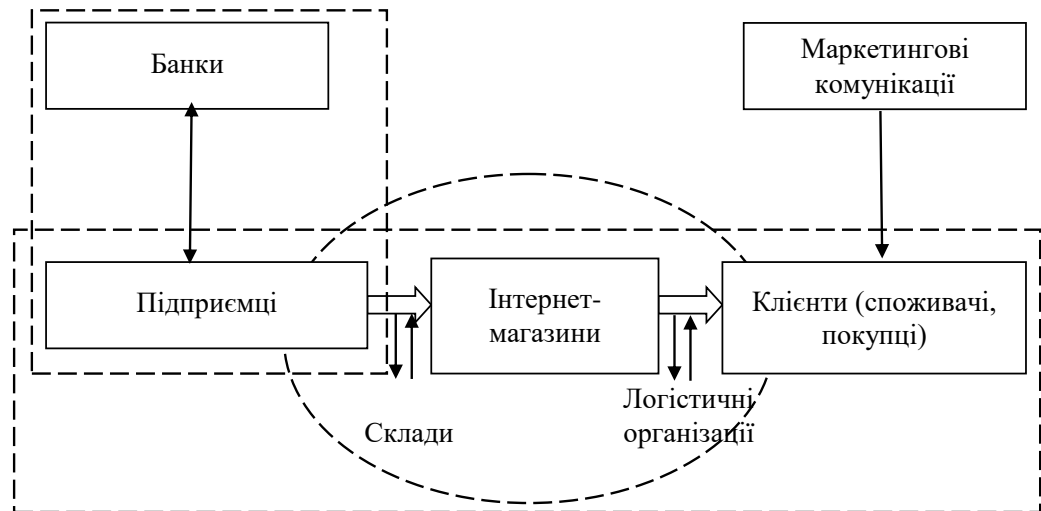 Банки
Маркетингові
комунікації
Підприємці
Інтернет-
магазини
Клієнти (споживачі,
покупці)
Склади
Логістичні
організації